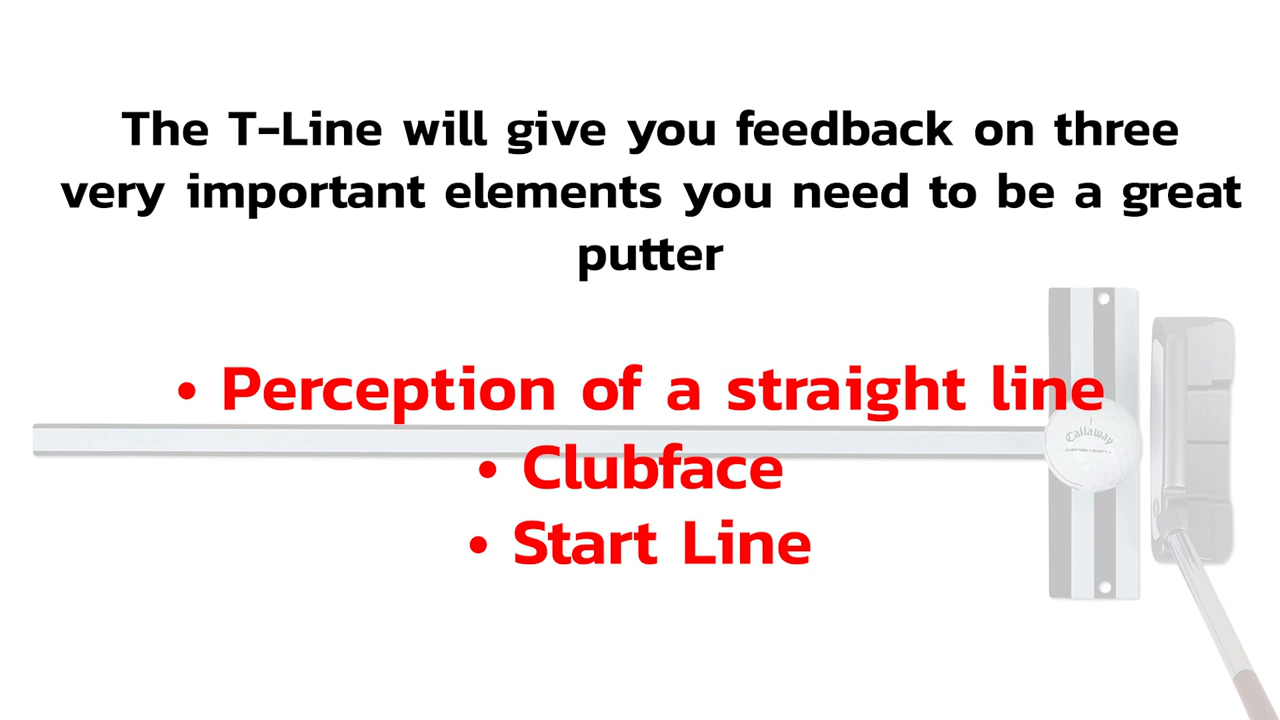 The T-Line will give you feedback on three
very important elements you need to be a great
putter
• Perception of a straight line
• Clubface
• Start Line
Callaway